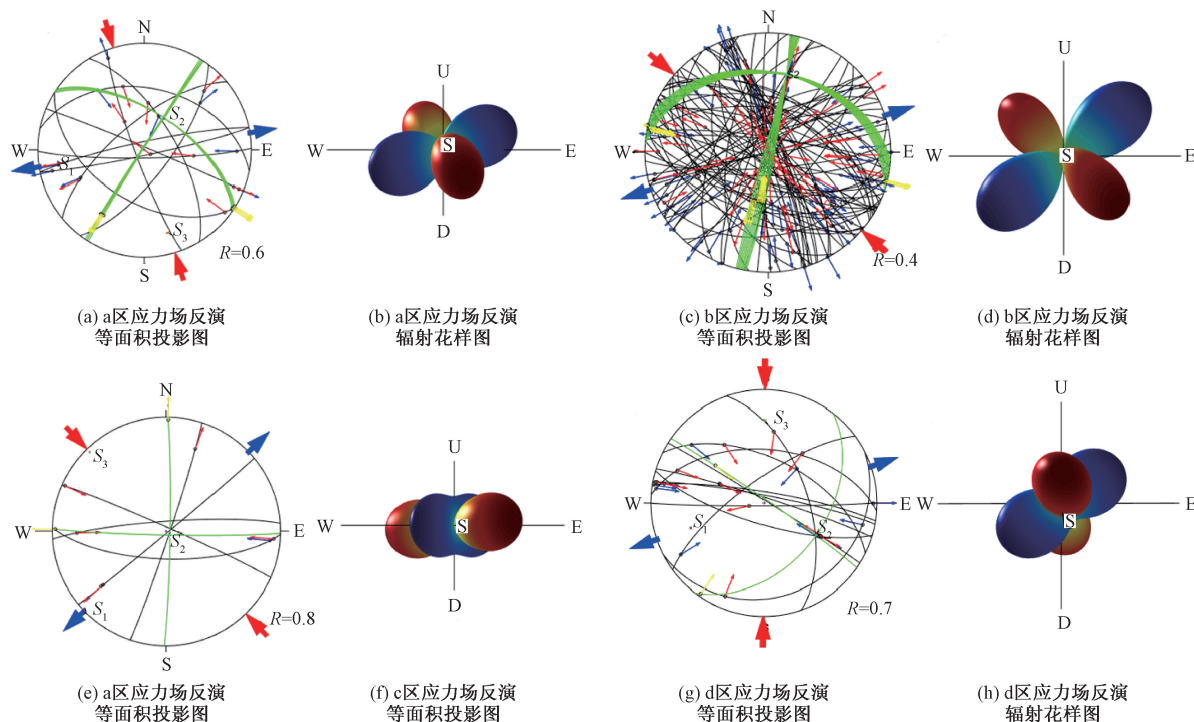 N
W
E
S
S1
S2
S3
R=0.6
(a) a区应力场反演
等面积投影图
U
W
S
E
D
(b) a区应力场反演
辐射花样图
N
W
E
S
R=0.4
(c) b区应力场反演
等面积投影图
U
W
S
E
D
(d) b区应力场反演
辐射花样图
N
S3
W
S2
E
S1
R=0.8
S
(e) a区应力场反演
等面积投影图
U
W
S
E
D
(f) c区应力场反演
等面积投影图
S3
W
E
S1
S2
R=0.7
(g) d区应力场反演
等面积投影图
U
W
E
S
D
(h) d区应力场反演
辐射花样图